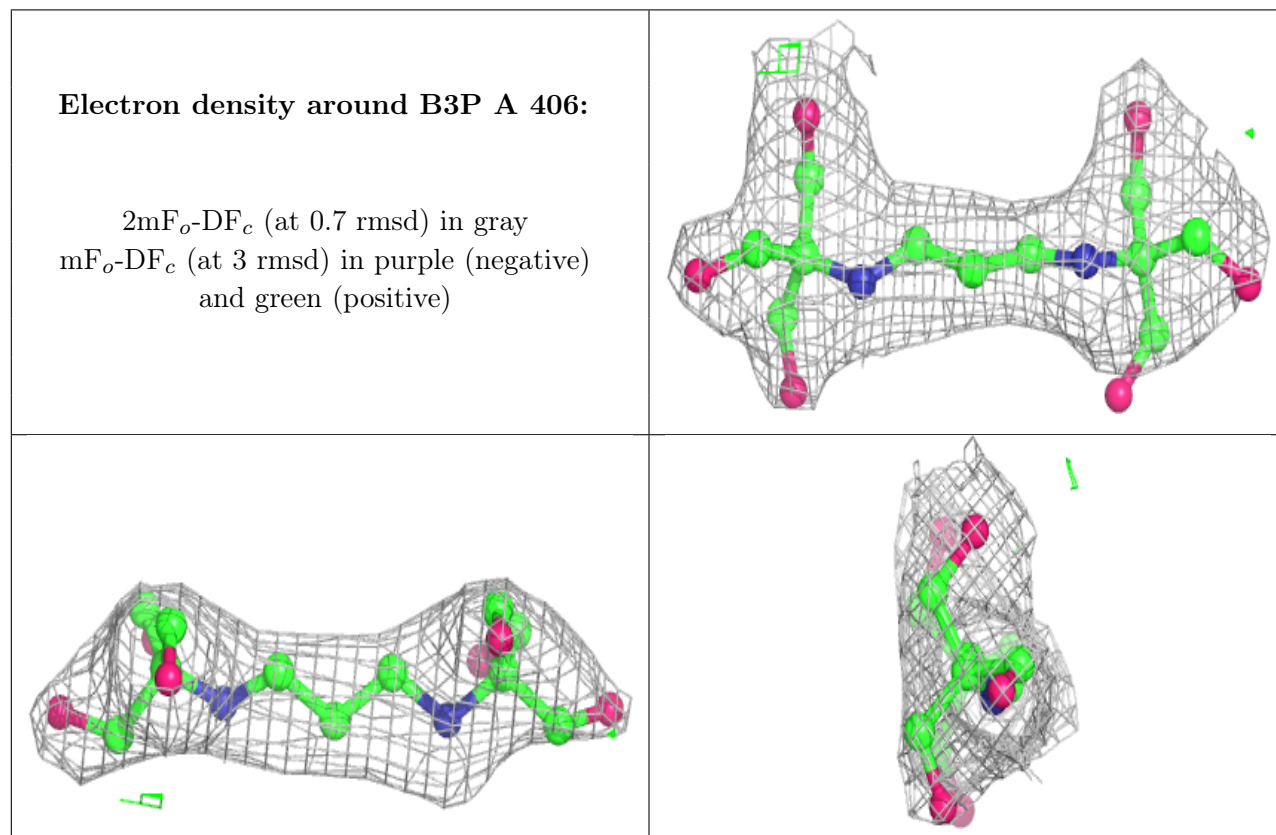 Electron density around B3P A 406:
2mFo-DFc (at 0.7 rmsd) in gray
mFo-DFc (at 3 rmsd) in purple (negative)
and green (positive)